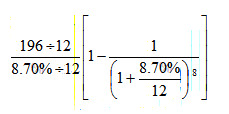 196 ÷12 / 8.70% ÷12 [ 1 − 1 / ( 1 + 8.70% / 12 ) 8 ]